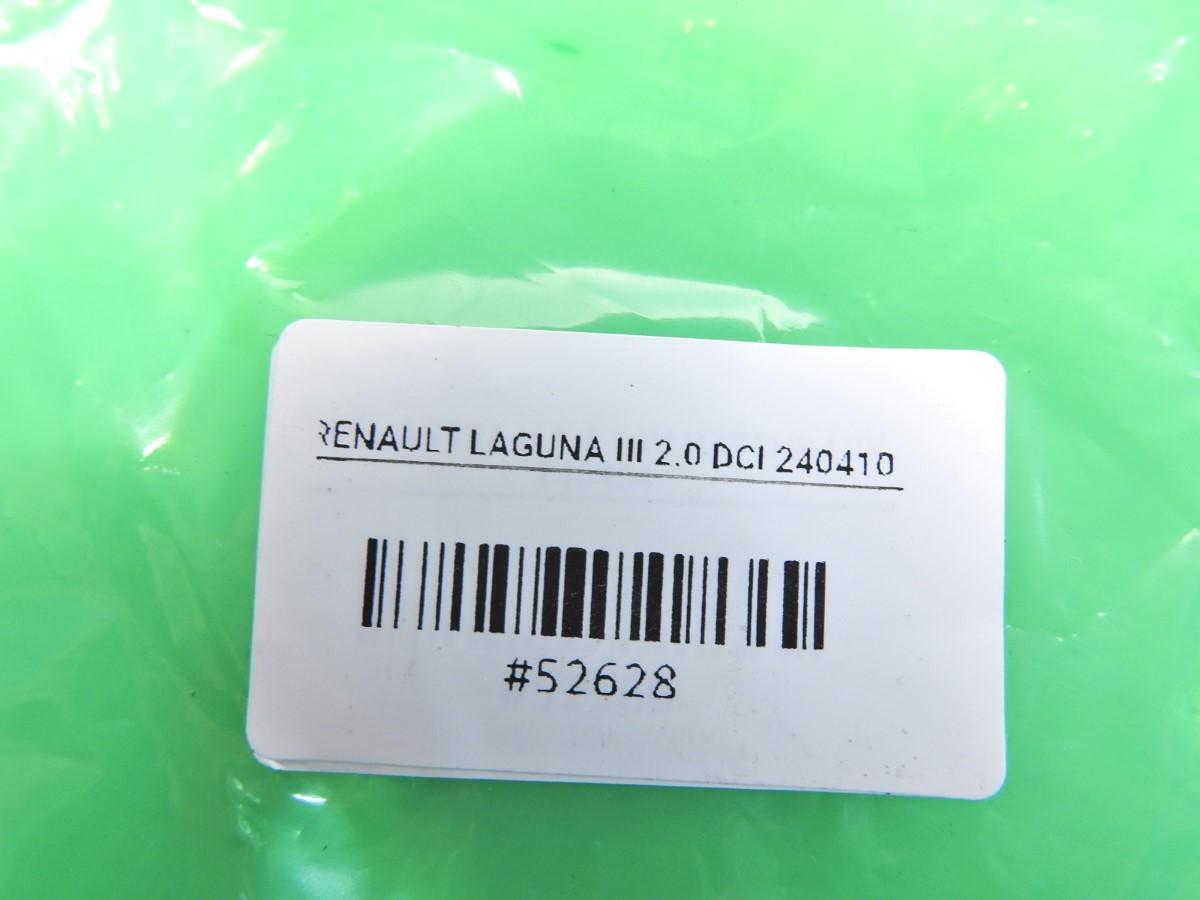 RENAULT LAGUNA III 2.0 DCI 240410
#52628